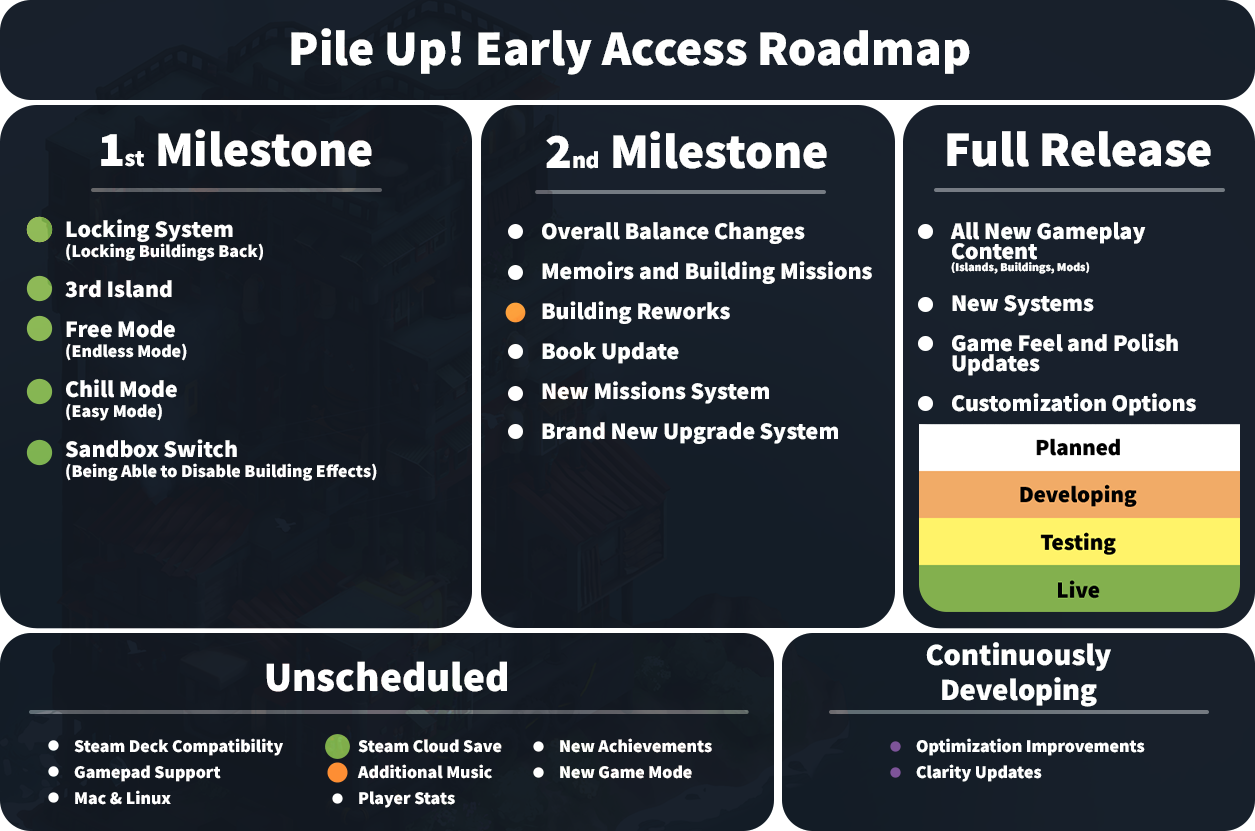 Pile Up! Early Access Roadmap
1st Milestone
Locking System
(Locking Buildings Back)
3rd Island
Free Mode
(Endless Mode)
Chill Mode
(Easy Mode)
Sandbox Switch
(Being Able to Disable Building Effects)
2nd Milestone
Overall Balance Changes
Memoirs and Building Missions
Building Reworks
Book Update
New Missions System
Brand New Upgrade System
Full Release
All New Gameplay
Content
(Islands, Buildings, Mods)
New Systems
Game Feel and Polish
Updates
Customization Options
Planned
Developing
Testing
Live
Unscheduled
Steam Deck Compatibility
Gamepad Support
Mac & Linux
Steam Cloud Save
Additional Music
Player Stats
New Achievements
New Game Mode
Continuously
Developing
Optimization Improvements
Clarity Updates